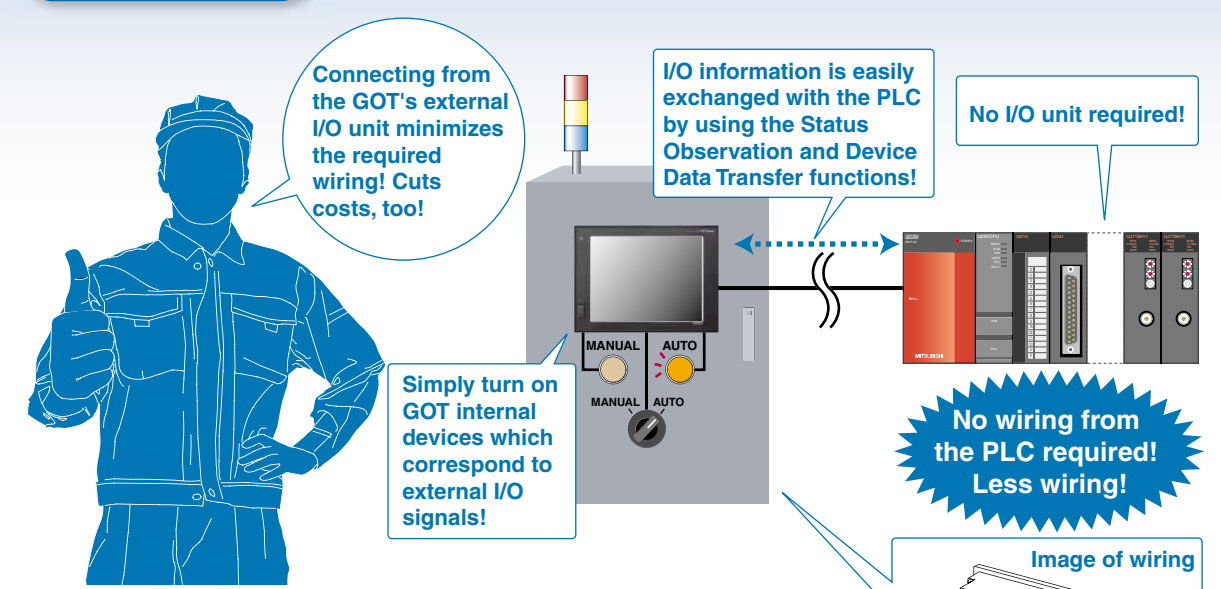 Connecting from
the GOT's external
I/O unit minimizes
the required
wiring! Cuts
costs, too!
I/O information is easily
exchanged with the PLC
by using the Status
Observation and Device
Data Transfer functions!
No I/O unit required!
MITSUBISHI
MANUAL
AUTO
MANUAL
AUTO
Simply turn on
GOT internal
devices which
correspond to
external I/O
signals!
No wiring from
the PLC required!
Less wiring!
Image of wiring